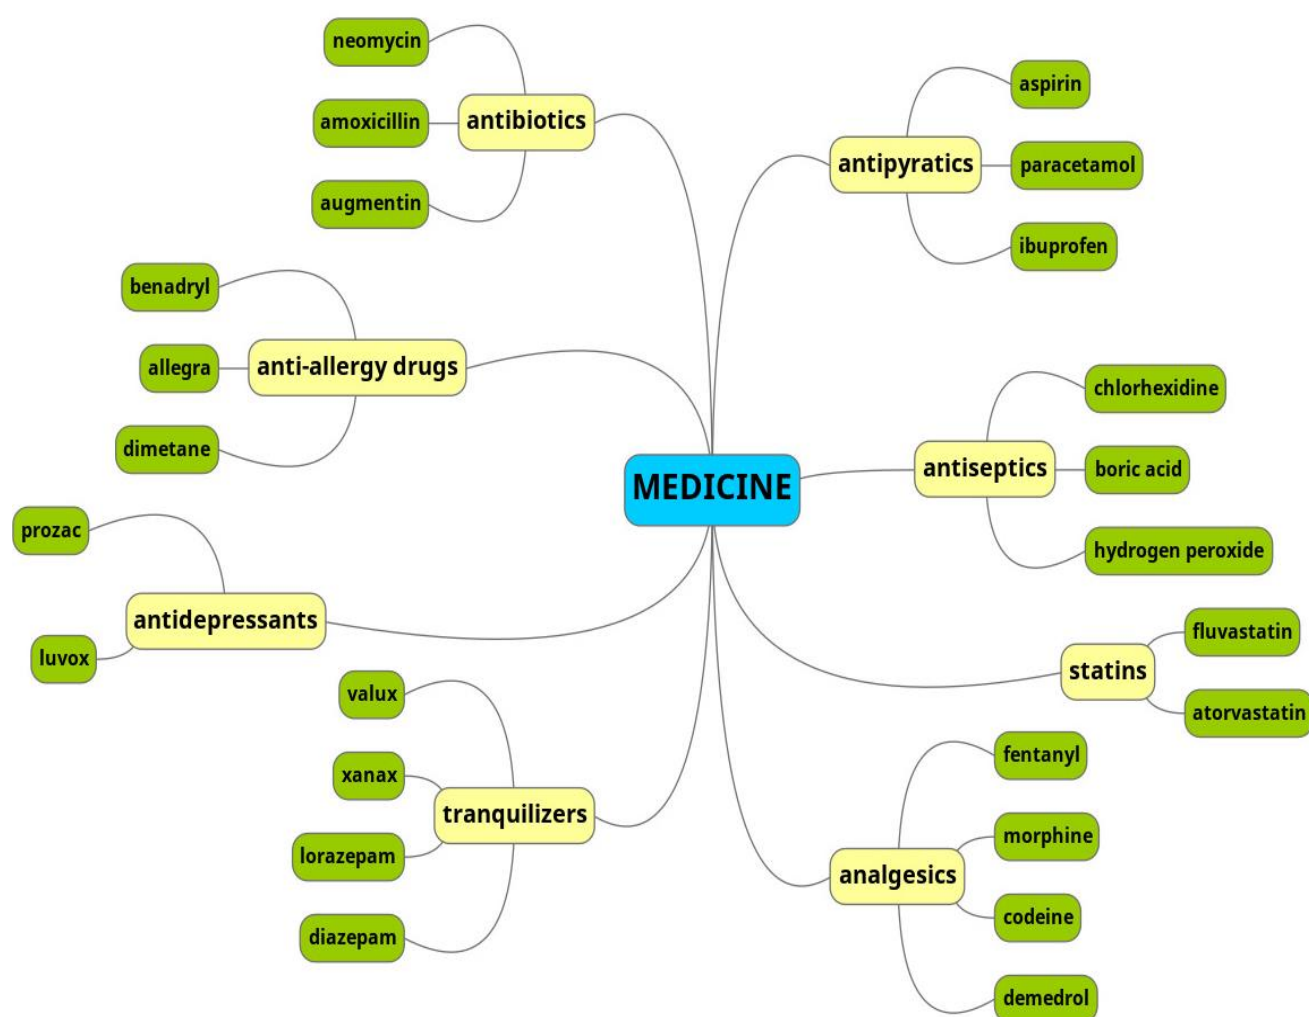 MEDICINE
antibiotics
neomycin
amoxicillin
augmentin
anti-allergy drugs
benadryl
allegra
dimetane
antidepressants
prozac
luvox
tranquilizers
valux
xanax
lorazepam
diazepam
antipyratics
aspirin
paracetamol
ibuprofen
antiseptics
chlorhexidine
boric acid
hydrogen peroxide
statins
fluvastatin
atorvastatin
analgesics
fentanyl
morphine
codeine
demedrol